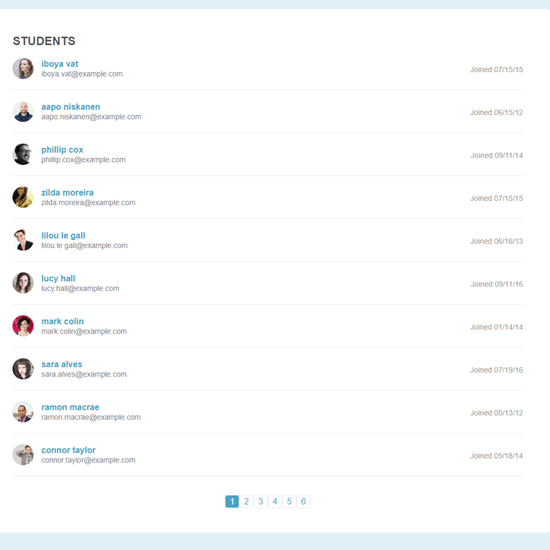 STUDENTS
iboya vat
iboya.vat@example.com
Joined 07/15/15
aapo niskanen
aapo.niskanen@example.com
Joined 06/15/12
phillip cox
phillip.cox@example.com
Joined 09/11/14
zilda moreira
zilda.moreira@example.com
Joined 07/15/15
lilou le gall
lilou.le gall@example.com
Joined 06/16/13
lucy hall
lucy.hall@example.com
Joined 09/11/16
mark colin
mark.colin@example.com
Joined 01/14/14
sara alves
sara.alves@example.com
Joined 07/19/16
ramon macrae
ramon.macrae@example.com
Joined 05/13/12
connor taylor
connor.taylor@example.com
Joined 05/18/14
1 2 3 4 5 6